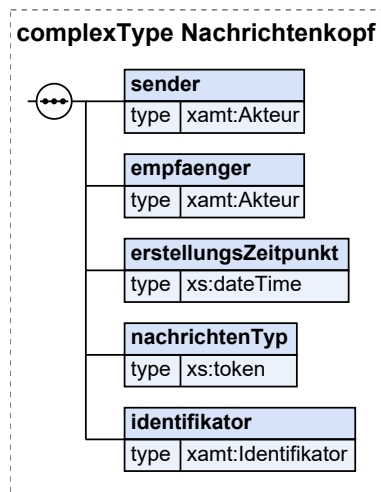 complexType Nachrichtenkopf
sender
type xamt:Akteur
empfaenger
type xamt:Akteur
erstellungsZeitpunkt
type xs:dateTime
nachrichtenTyp
type xs:token
identifikator
type xamt:Identifikator